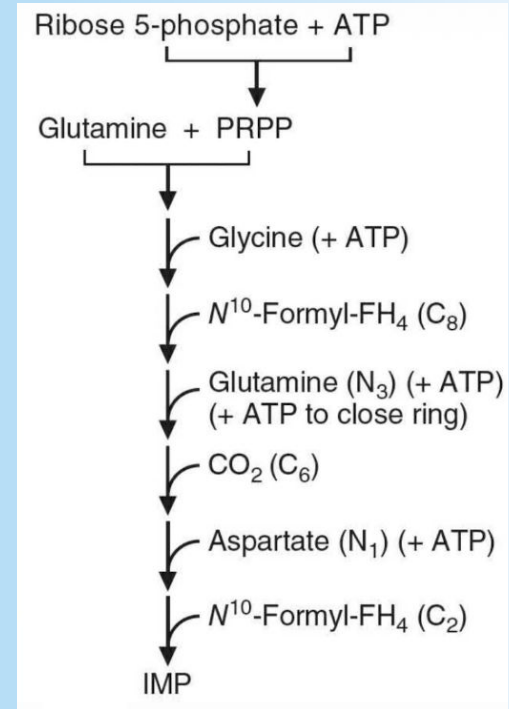 Ribose 5-phosphate + ATP
Glutamine + PRPP
Glycine (+ ATP)
N¹⁰-Formyl-FH₄ (C₈)
Glutamine (N₃) (+ ATP)
(+ ATP to close ring)
CO₂ (C₆)
Aspartate (N₁) (+ ATP)
N¹⁰-Formyl-FH₄ (C₂)
IMP